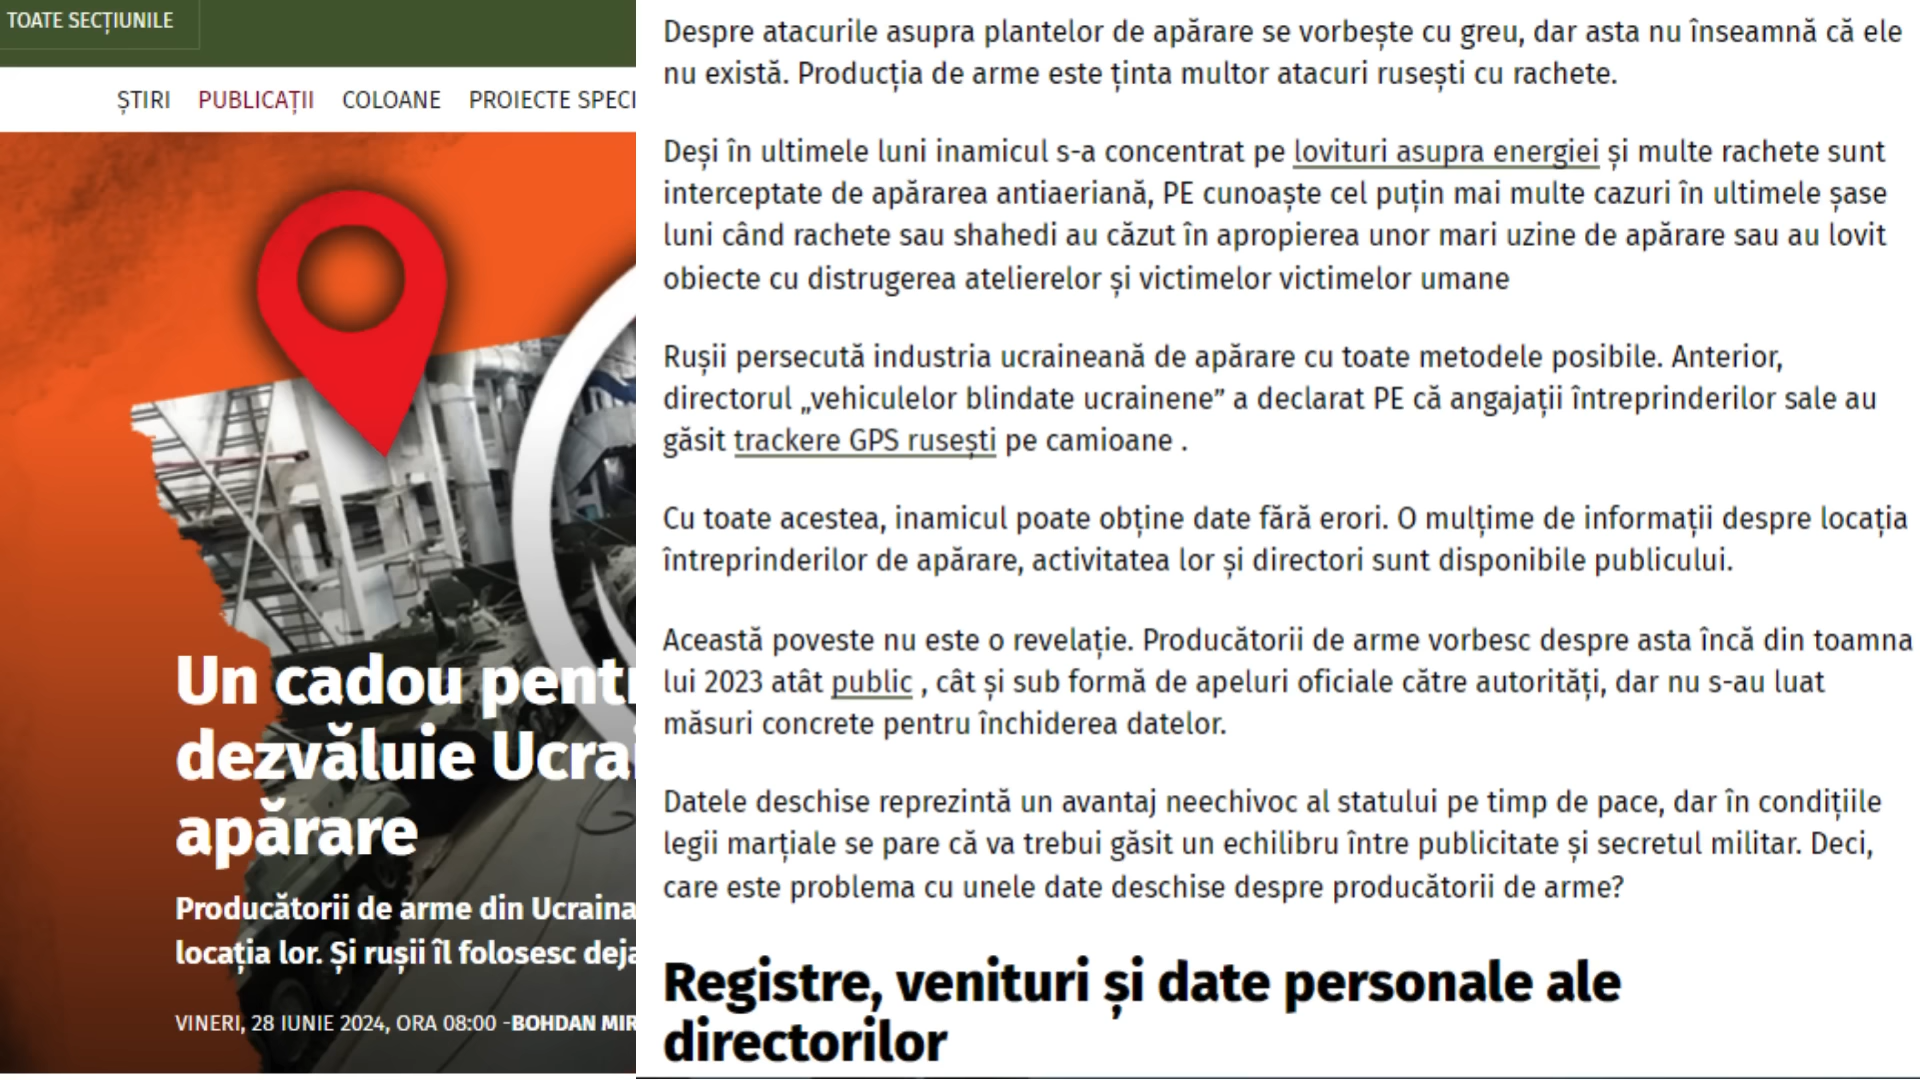 TOATE SECȚIUNILE
ȘTIRI PUBLICAȚII COLOANE PROIECTE SPECI
Un cadou pentr
dezvăluie Ucrai
apărare
Producătorii de arme din Ucraina
locația lor. Și rușii îl folosesc deja
VINERI, 28 IUNIE 2024, ORA 08:00 -BOHDAN MIR
Despre atacurile asupra plantelor de apărare se vorbește cu greu, dar asta nu înseamnă că ele
nu există. Producția de arme este ținta multor atacuri rusești cu rachete.
Deși în ultimele luni inamicul s-a concentrat pe lovituri asupra energiei și multe rachete sunt
interceptate de apărarea antiaeriană, PE cunoaște cel puțin mai multe cazuri în ultimele șase
luni când rachete sau shahedi au căzut în apropierea unor mari uzine de apărare sau au lovit
obiecte cu distrugerea atelierelor și victimelor victimelor umane
Rușii persecută industria ucraineană de apărare cu toate metodele posibile. Anterior,
directorul „vehiculelor blindate ucrainene” a declarat PE că angajații întreprinderilor sale au
găsit trackere GPS rusești pe camioane .
Cu toate acestea, inamicul poate obține date fără erori. O mulțime de informații despre locația
întreprinderilor de apărare, activitatea lor și directori sunt disponibile publicului.
Această poveste nu este o revelație. Producătorii de arme vorbesc despre asta încă din toamna
lui 2023 atât public , cât și sub formă de apeluri oficiale către autorități, dar nu s-au luat
măsuri concrete pentru închiderea datelor.
Datele deschise reprezintă un avantaj neechivoc al statului pe timp de pace, dar în condițiile
legii marțiale se pare că va trebui găsit un echilibru între publicitate și secretul militar. Deci,
care este problema cu unele date deschise despre producătorii de arme?
Registre, venituri și date personale ale
directorilor